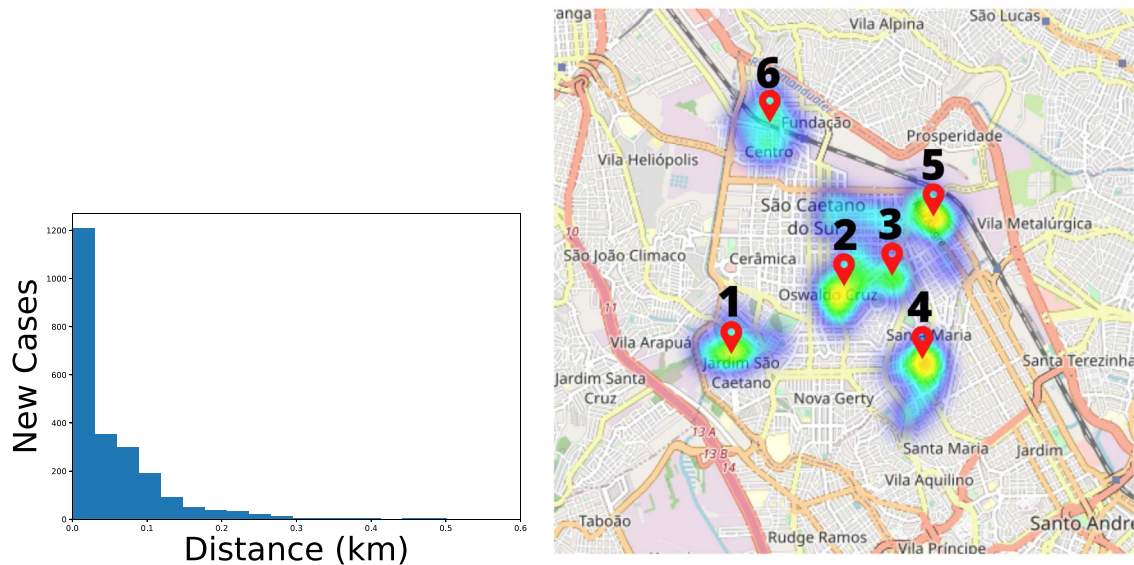 New Cases
1200
1000
800
600
400
200
0
0.0
0.1
0.2
0.3
0.4
0.5
0.6
Distance (km)
anga
Vila Alpina
São Lucas
6
Fundação
Centro
Prosperidade
Vila Heliópolis
5
São Caetano
do Sul
3
2
Vila Metalúrgica
10
São João Climaco
Cerâmica
Oswaldo Cruz
11
1
4
Vila Arapuá
Santa Maria
Jardim São
Caetano
Santa Terezinha
Jardim Santa
Cruz
Nova Gerty
13 A
13 B
14
Santa Maria
Jardim
Vila Aquilino
Taboão
Santo Andre
Rudge Ramos
Vila Príncipe